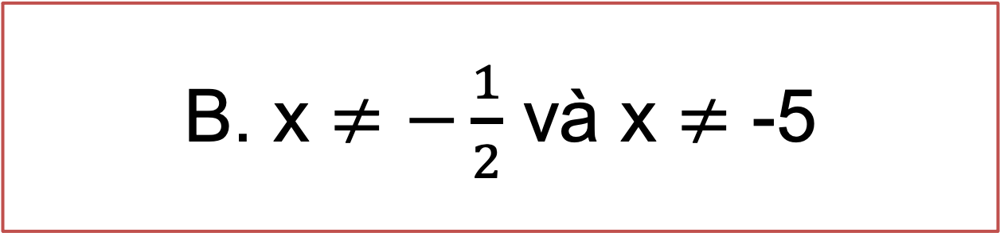 B. x ≠ − 1/2 và x ≠ -5